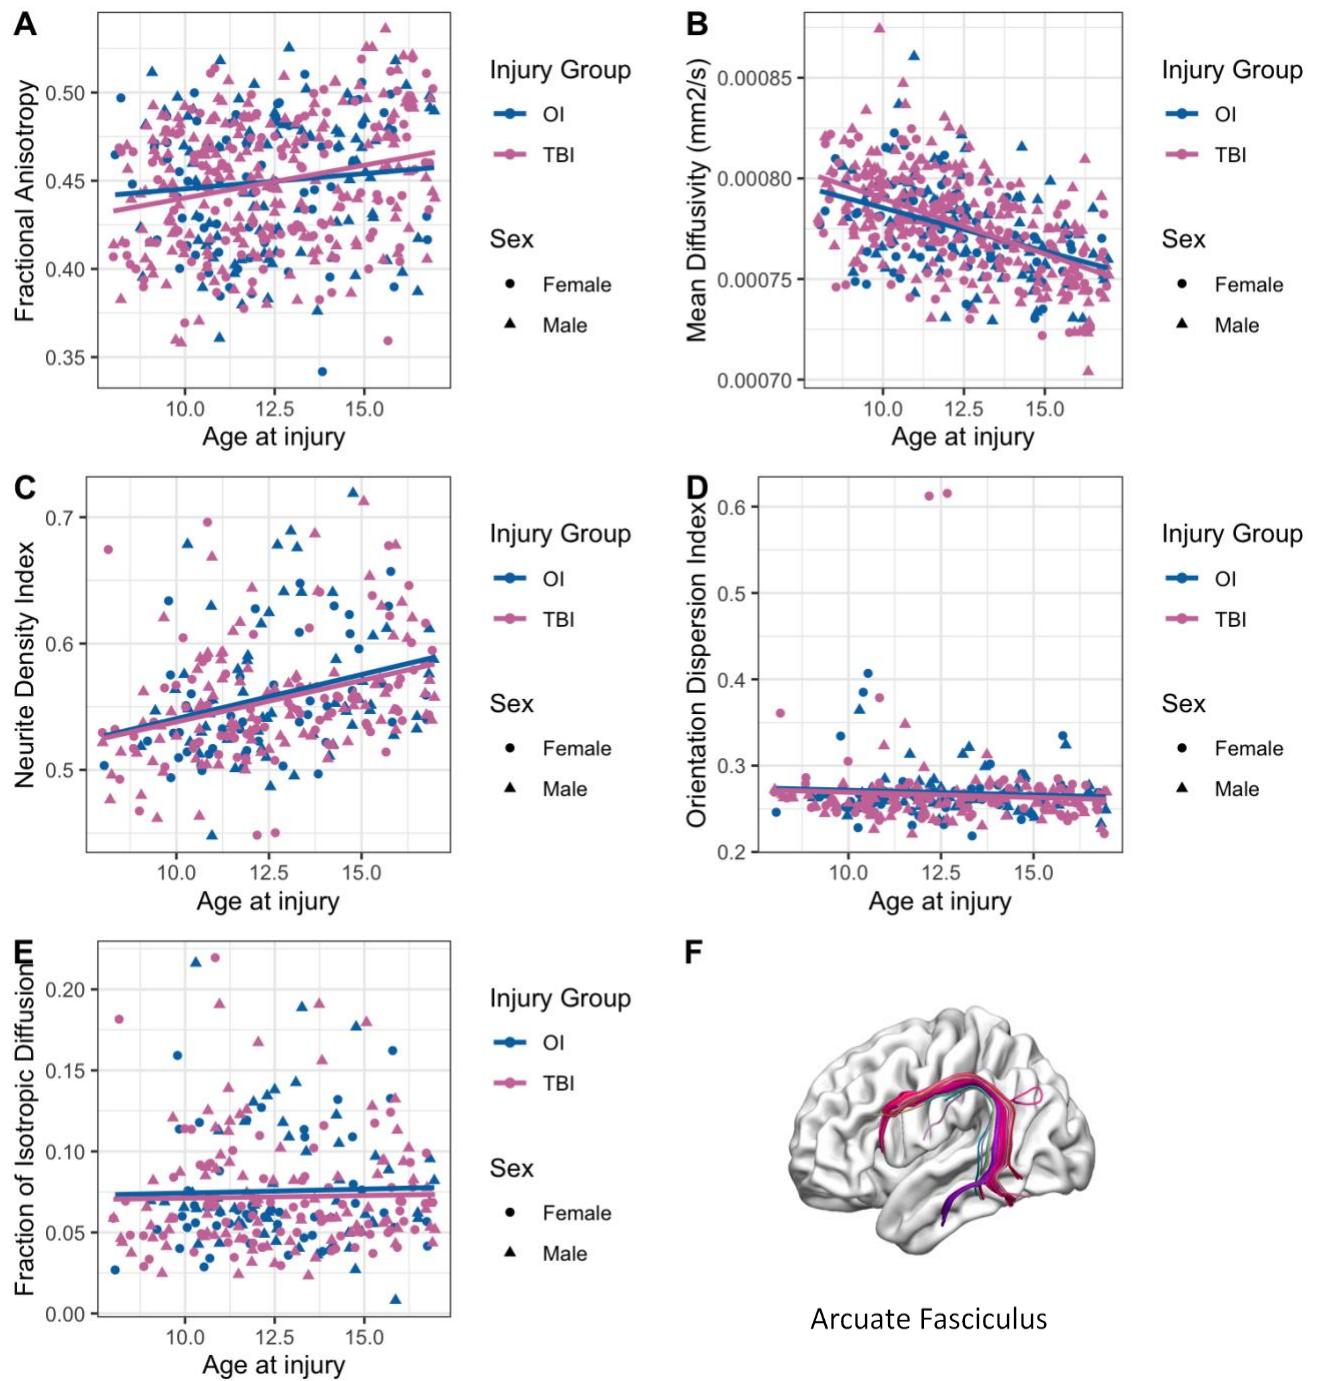 A
Fractional Anisotropy
0.50
0.45
0.40
0.35
10.0 12.5 15.0
Age at injury
Injury Group
OI
TBI
Sex
Female
Male
B
Mean Diffusivity (mm2/s)
0.00085
0.00080
0.00075
0.00070
10.0 12.5 15.0
Age at injury
Injury Group
OI
TBI
Sex
Female
Male
C
Neurite Density Index
0.7
0.6
0.5
10.0 12.5 15.0
Age at injury
Injury Group
OI
TBI
Sex
Female
Male
D
Orientation Dispersion Index
0.6
0.5
0.4
0.3
0.2
10.0 12.5 15.0
Age at injury
Injury Group
OI
TBI
Sex
Female
Male
E
Fraction of Isotropic Diffusion
0.20
0.15
0.10
0.05
0.00
10.0 12.5 15.0
Age at injury
Injury Group
OI
TBI
Sex
Female
Male
F
Arcuate Fasciculus